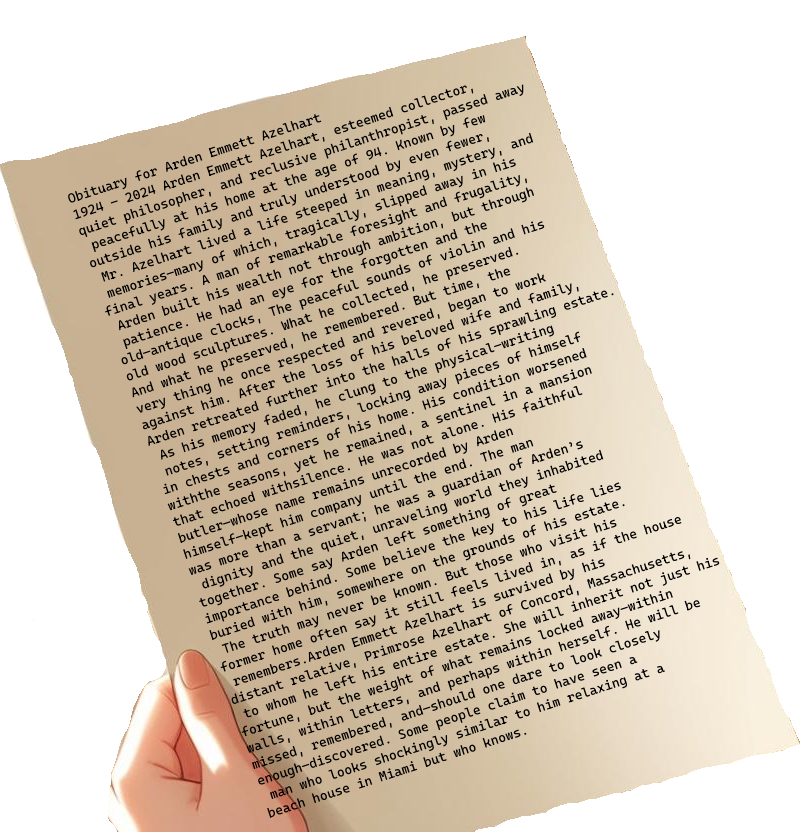 Obituary for Arden Emmett Azelhart
1924 – 2024 Arden Emmett Azelhart, esteemed collector,
quiet philosopher, and reclusive philanthropist, passed away
peacefully at his home at the age of 94. Known by few
outside his family and truly understood by even fewer,
Mr. Azelhart lived a life steeped in meaning, mystery, and
memories—many of which, tragically, slipped away in his
final years. A man of remarkable foresight and frugality,
Arden built his wealth not through ambition, but through
patience. He had an eye for the forgotten and the
old—antique clocks, The peaceful sounds of violin and his
old wood sculptures. What he collected, he preserved.
And what he preserved, he remembered. But time, the
very thing he once respected and revered, began to work
against him. After the loss of his beloved wife and family,
Arden retreated further into the halls of his sprawling estate.
As his memory faded, he clung to the physical—writing
notes, setting reminders, locking away pieces of himself
in chests and corners of his home. His condition worsened
withthe seasons, yet he remained, a sentinel in a mansion
that echoed withsilence. He was not alone. His faithful
butler—whose name remains unrecorded by Arden
himself—kept him company until the end. The man
was more than a servant; he was a guardian of Arden’s
dignity and the quiet, unraveling world they inhabited
together. Some say Arden left something of great
importance behind. Some believe the key to his life lies
buried with him, somewhere on the grounds of his estate.
The truth may never be known. But those who visit his
former home often say it still feels lived in, as if the house
remembers.Arden Emmett Azelhart is survived by his
distant relative, Primrose Azelhart of Concord, Massachusetts,
to whom he left his entire estate. She will inherit not just his
fortune, but the weight of what remains locked away—within
walls, within letters, and perhaps within herself. He will be
missed, remembered, and—should one dare to look closely
enough—discovered. Some people claim to have seen a
man who looks shockingly similar to him relaxing at a
beach house in Miami but who knows.